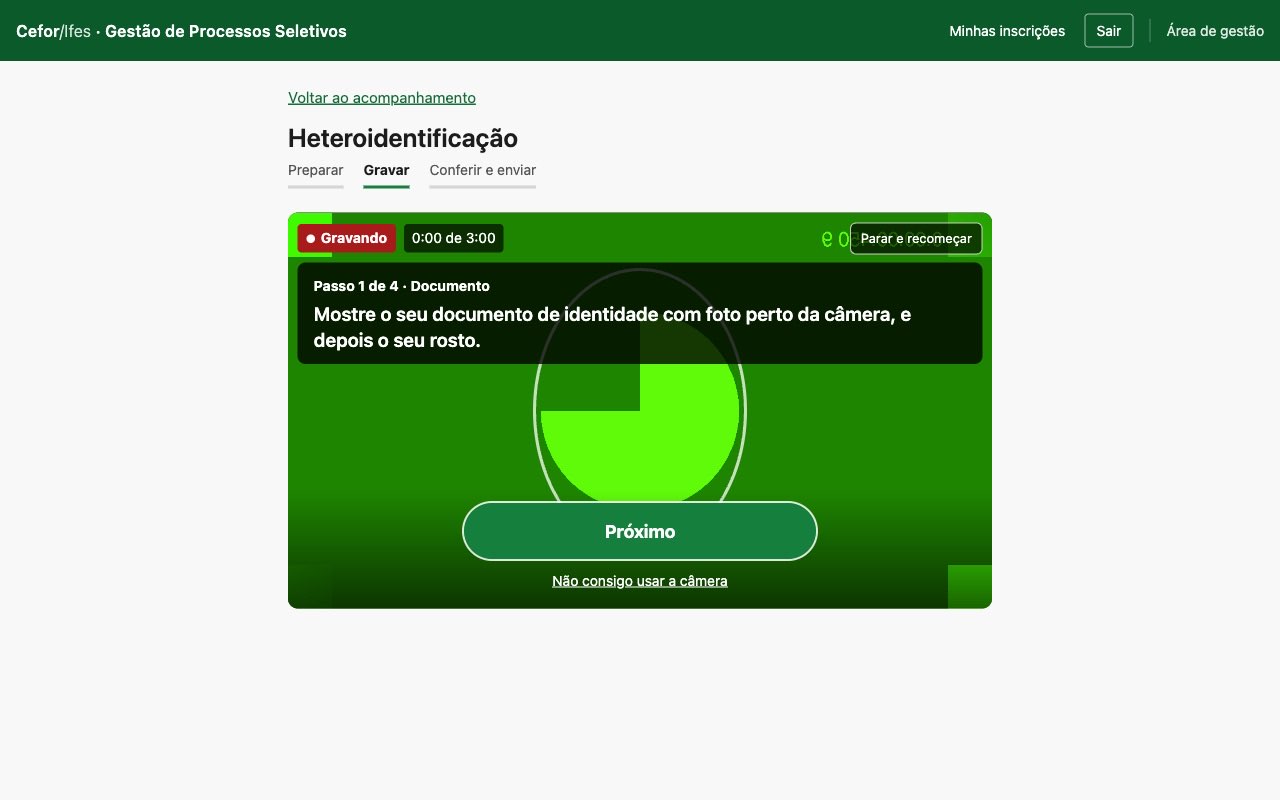 Cefor/Ifes · Gestão de Processos Seletivos
Minhas inscrições
Sair
Área de gestão
Voltar ao acompanhamento
Heteroidentificação
Preparar
Gravar
Conferir e enviar
Gravando
0:00 de 3:00
Parar e recomeçar
Passo 1 de 4 · Documento
Mostre o seu documento de identidade com foto perto da câmera, e
depois o seu rosto.
Próximo
Não consigo usar a câmera